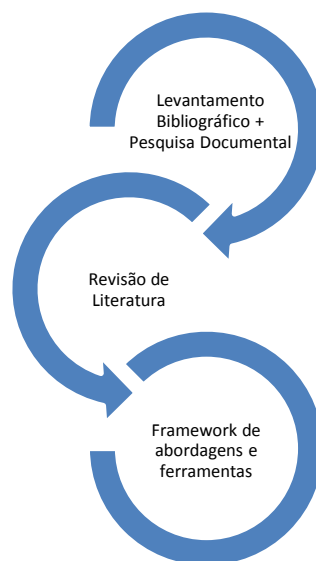 Levantamento
Bibliográfico +
Pesquisa Documental
Revisão de
Literatura
Framework de
abordagens e
ferramentas